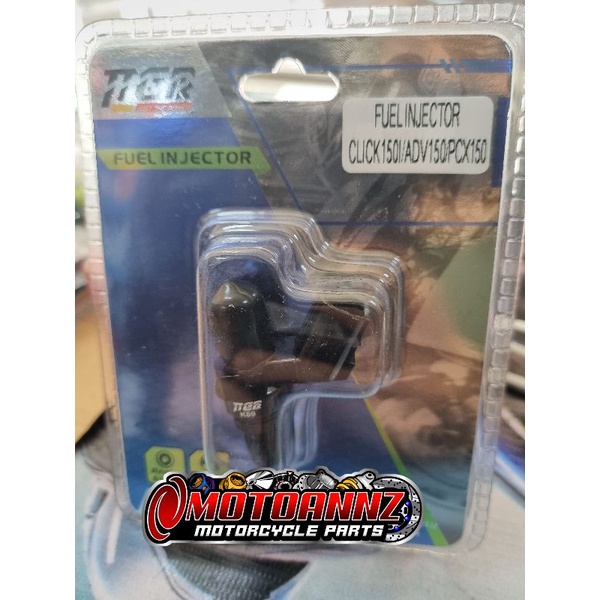 FUEL INJECTOR
FUEL INJECTOR
CLICK150I/ADV150/PCX150
MOTOANNZ
MOTORCYCLE PARTS